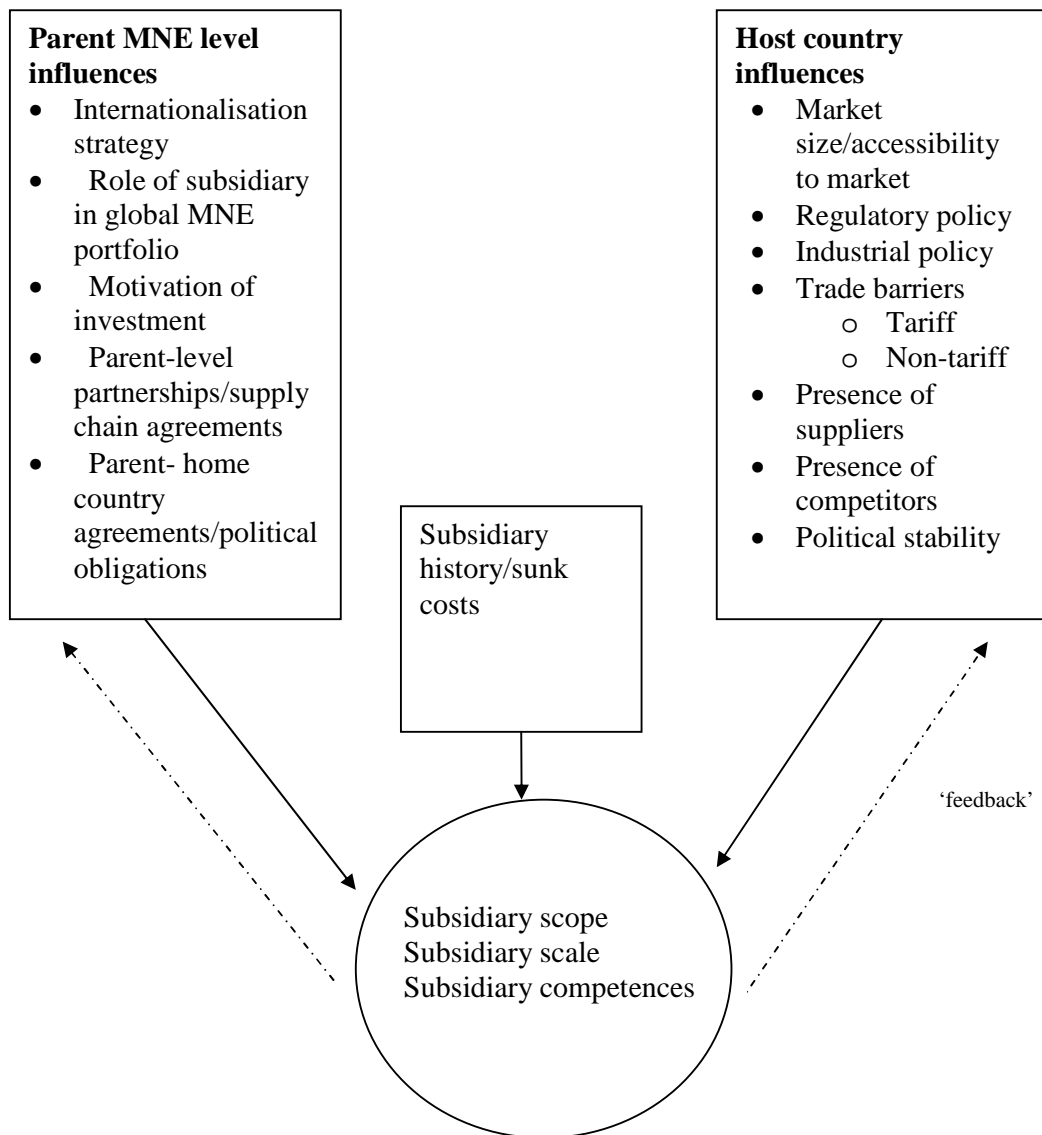 Parent MNE level
influences
• Internationalisation
strategy
• Role of subsidiary
in global MNE
portfolio
• Motivation of
investment
• Parent-level
partnerships/supply
chain agreements
• Parent- home
country
agreements/political
obligations
Host country
influences
• Market
size/accessibility
to market
• Regulatory policy
• Industrial policy
• Trade barriers
o Tariff
o Non-tariff
• Presence of
suppliers
• Presence of
competitors
• Political stability
Subsidiary
history/sunk
costs
‘feedback’
Subsidiary scope
Subsidiary scale
Subsidiary competences